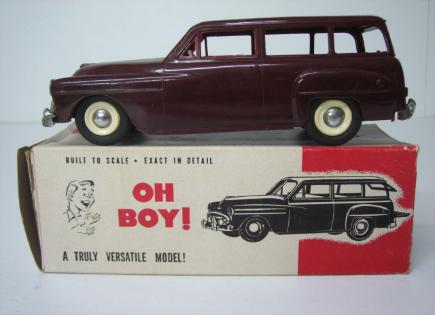 BUILT TO SCALE • EXACT IN DETAIL
OH
BOY!
A TRULY VERSATILE MODEL!